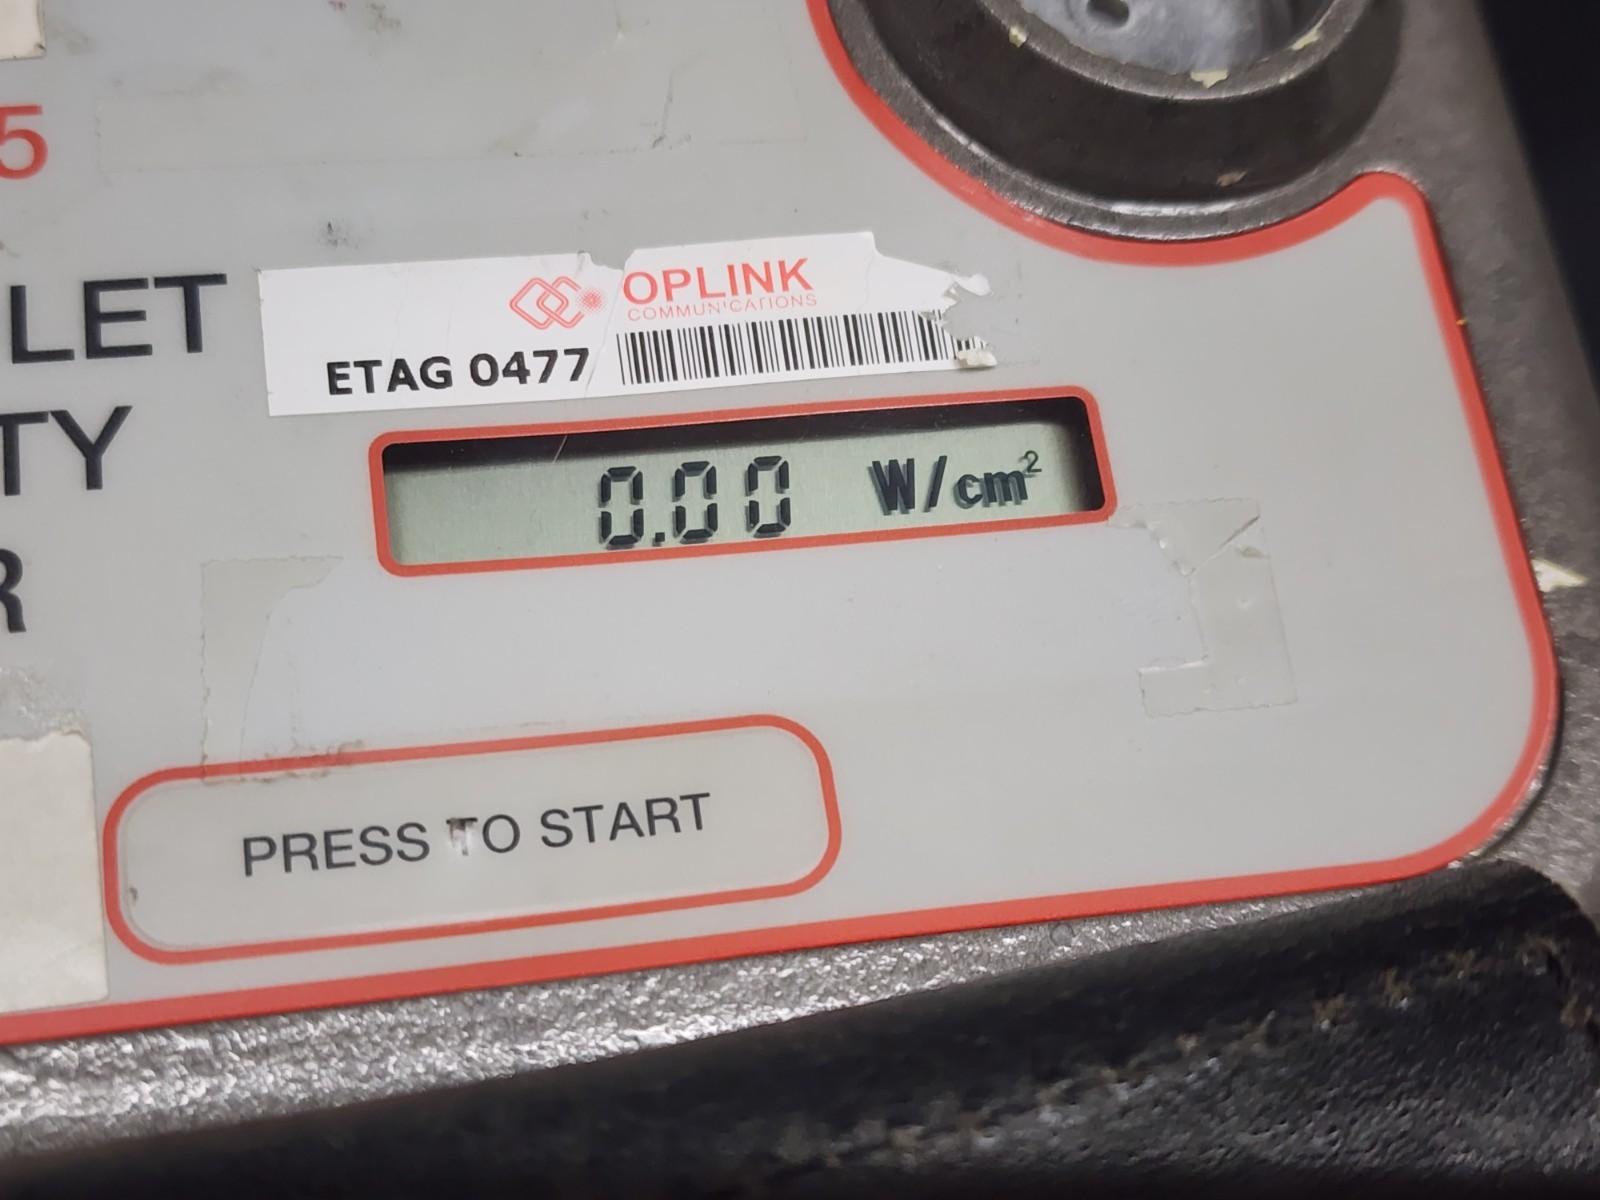 5
LET
TY
R
OPLINK
COMMUNICATIONS
ETAG 0477
0.00 W/cm²
PRESS TO START